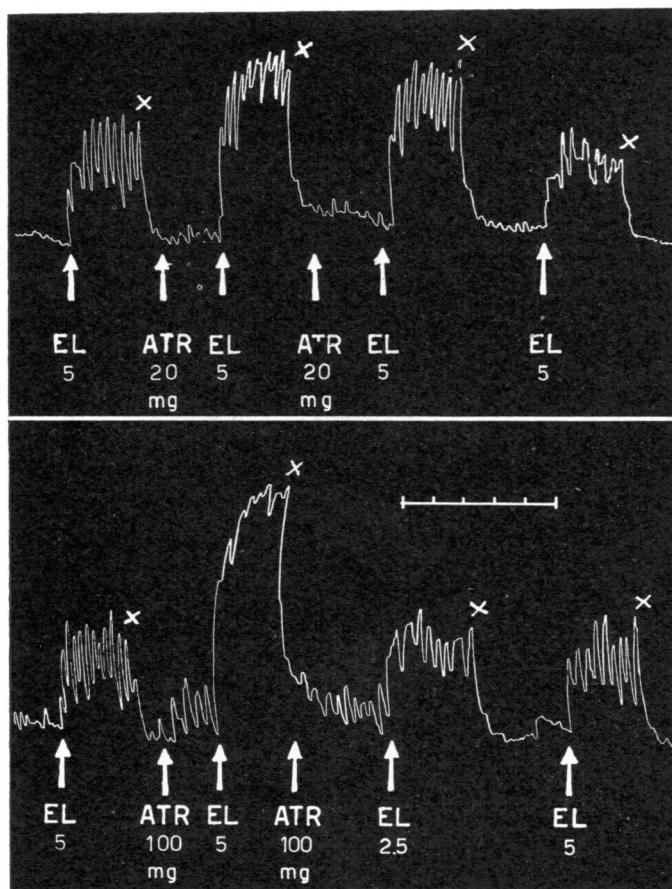 × × × ×
EL ATR EL ATR EL EL
5 20 5 20 5 5
mg mg
× × ×  ×
EL ATR EL ATR EL EL
5 100 5 100 2.5 5
mg mg